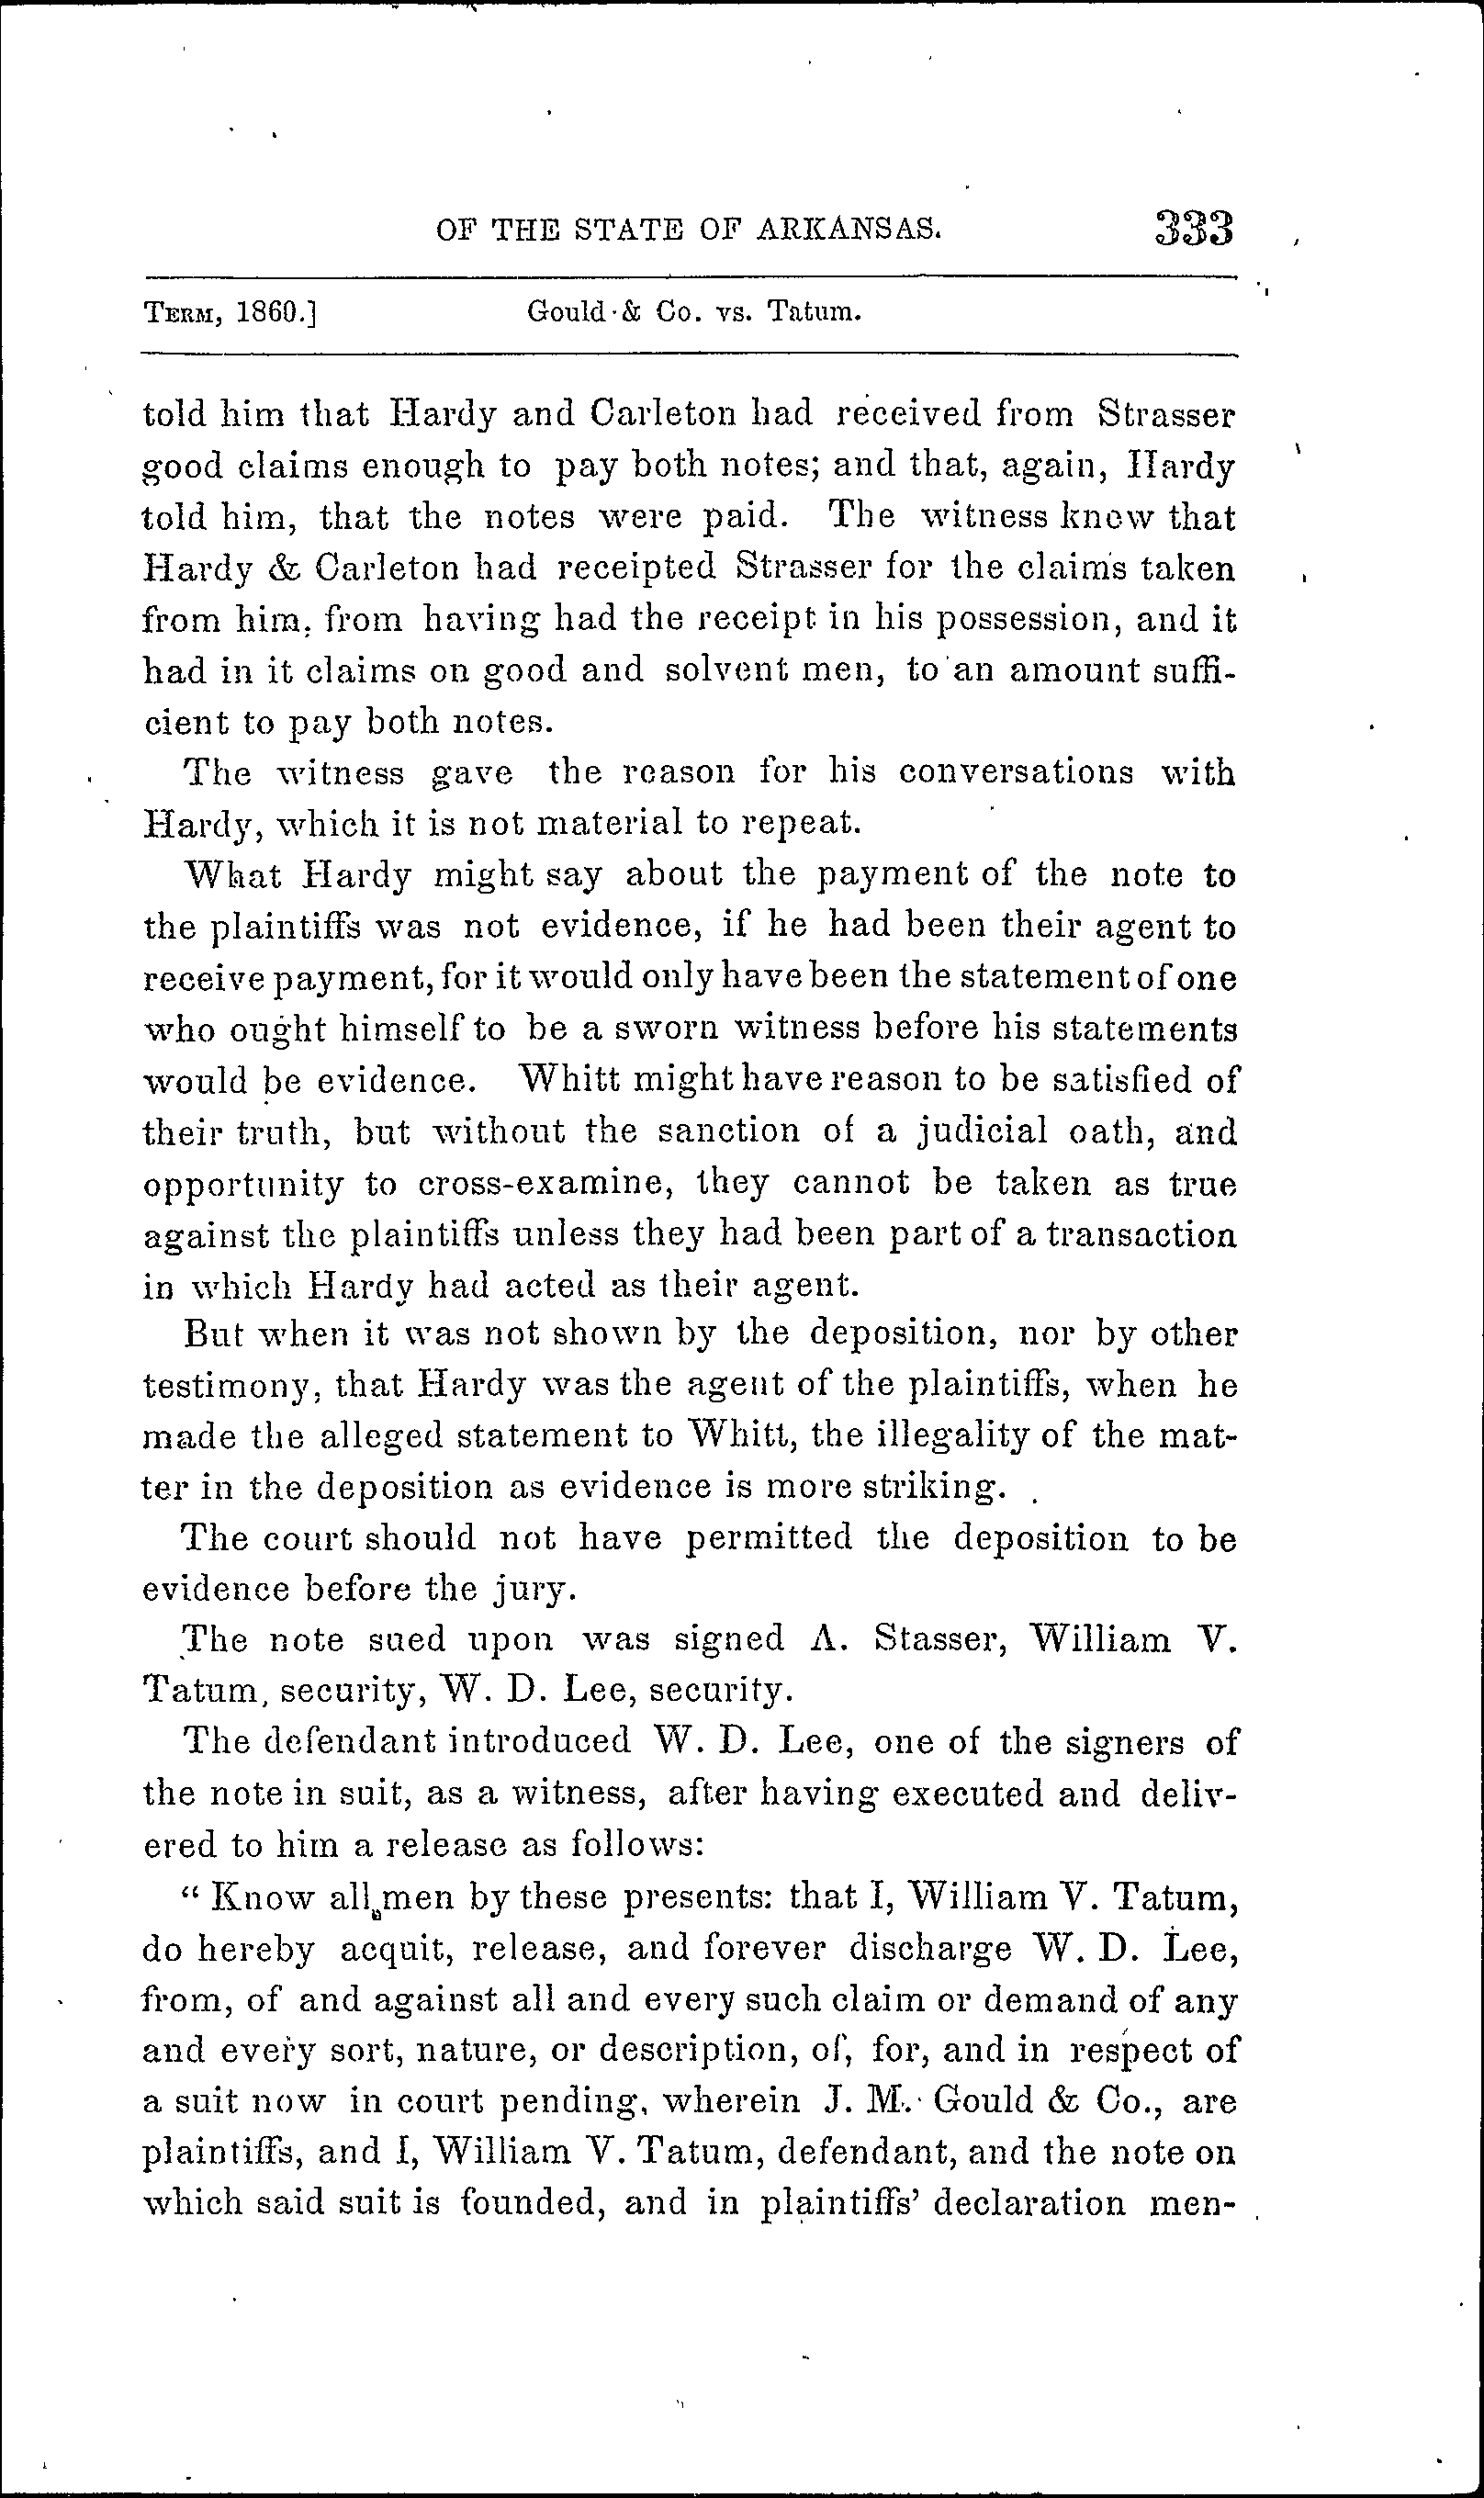 OF THE STATE OF ARKANSAS. 333
TERM, 1860.] Gould & Co. vs. Tatum.
told him that Hardy and Carleton had received from Strasser
good claims enough to pay both notes; and that, again, Hardy
told him, that the notes were paid. The witness knew that
Hardy & Carleton had receipted Strasser for the claims taken
from him, from having had the receipt in his possession, and it
had in it claims on good and solvent men, to an amount suffi-
cient to pay both notes.
The witness gave the reason for his conversations with
Hardy, which it is not material to repeat.
What Hardy might say about the payment of the note to
the plaintiffs was not evidence, if he had been their agent to
receive payment, for it would only have been the statement of one
who ought himself to be a sworn witness before his statements
would be evidence. Whitt might have reason to be satisfied of
their truth, but without the sanction of a judicial oath, and
opportunity to cross-examine, they cannot be taken as true
against the plaintiffs unless they had been part of a transaction
in which Hardy had acted as their agent.
But when it was not shown by the deposition, nor by other
testimony, that Hardy was the agent of the plaintiffs, when he
made the alleged statement to Whitt, the illegality of the mat-
ter in the deposition as evidence is more striking.
The court should not have permitted the deposition to be
evidence before the jury.
The note sued upon was signed A. Stasser, William V.
Tatum, security, W. D. Lee, security.
The defendant introduced W. D. Lee, one of the signers of
the note in suit, as a witness, after having executed and deliv-
ered to him a release as follows:
" Know all men by these presents: that I, William V. Tatum,
do hereby acquit, release, and forever discharge W. D. Lee,
from, of and against all and every such claim or demand of any
and every sort, nature, or description, of, for, and in respect of
a suit now in court pending, wherein J. M. Gould & Co., are
plaintiffs, and I, William V. Tatum, defendant, and the note on
which said suit is founded, and in plaintiffs' declaration men-